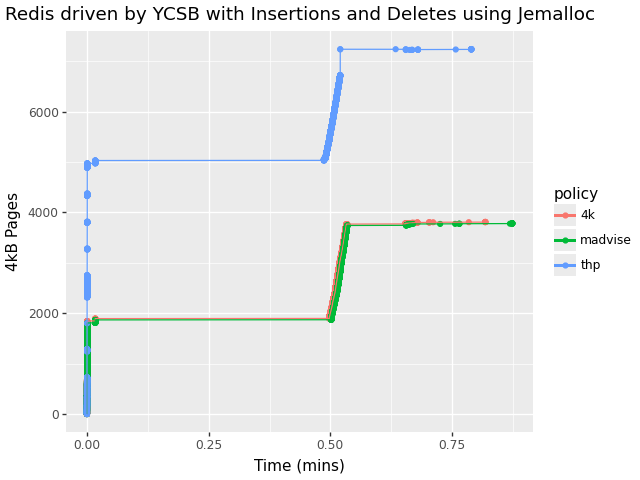 Redis driven by YCSB with Insertions and Deletes using Jemalloc
4kB Pages
6000
4000
2000
0
0.00
0.25
0.50
0.75
Time (mins)
policy
4k
madvise
thp